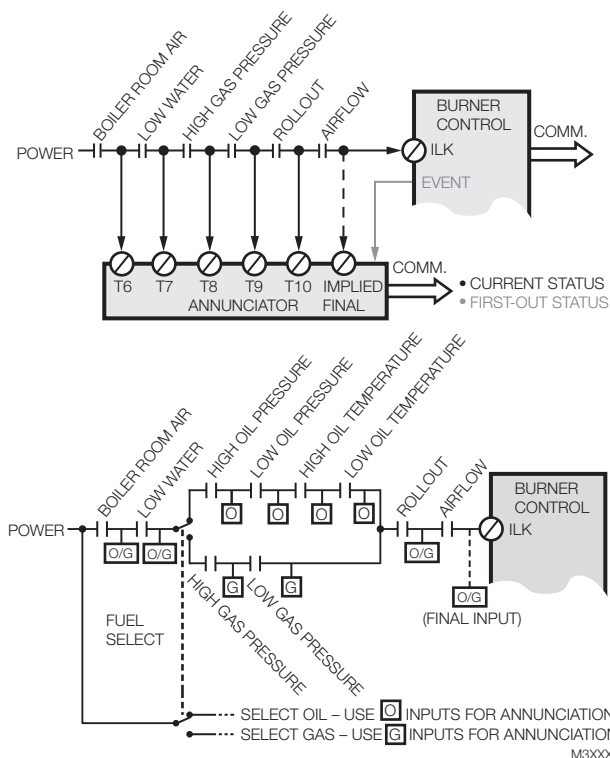 BOILER ROOM AIR
LOW WATER
HIGH GAS PRESSURE
LOW GAS PRESSURE
ROLLOUT
AIRFLOW
POWER
BURNER
CONTROL
ILK
COMM.
EVENT
COMM.
T6 T7 T8 T9 T10 IMPLIED
ANNUNCIATOR FINAL
• CURRENT STATUS
• FIRST-OUT STATUS
BOILER ROOM AIR
LOW WATER
HIGH OIL PRESSURE
LOW OIL PRESSURE
HIGH OIL TEMPERATURE
LOW OIL TEMPERATURE
ROLLOUT
AIRFLOW
POWER
O/G
O/G
O
O
O
O
G
G
O/G
O/G
BURNER
CONTROL
ILK
(FINAL INPUT)
HIGH GAS PRESSURE
LOW GAS PRESSURE
FUEL
SELECT
SELECT OIL – USE O INPUTS FOR ANNUNCIATION
SELECT GAS – USE G INPUTS FOR ANNUNCIATION
M3XXX